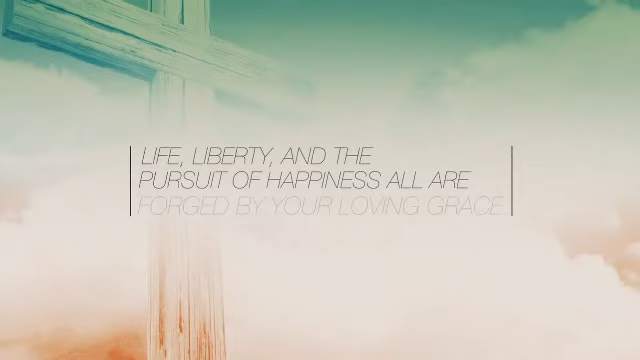 LIFE, LIBERTY, AND THE
PURSUIT OF HAPPINESS ALL ARE
FORGED BY YOUR LOVING GRACE.